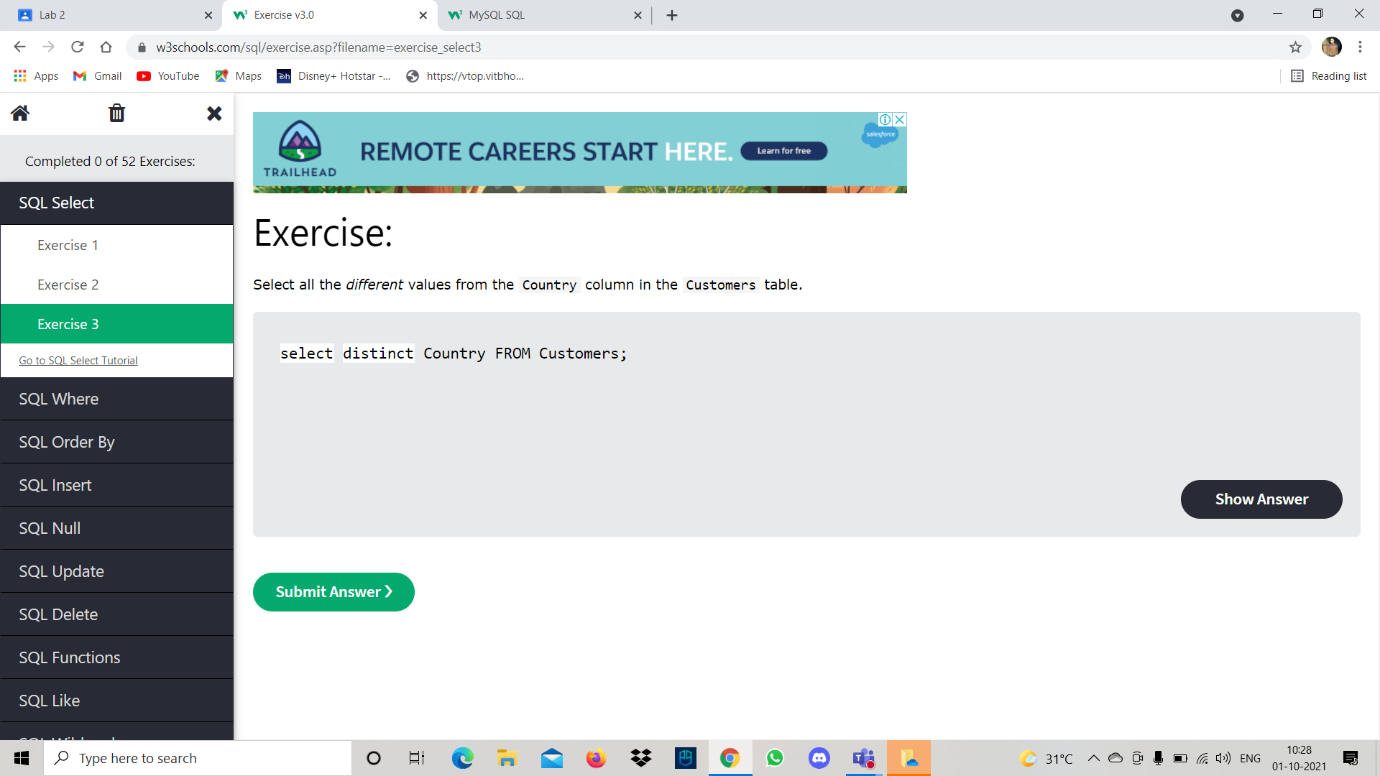 Lab 2
Exercise v3.0
MySQL SQL
w3schools.com/sql/exercise.asp?filename=exercise_select3
Apps
Gmail
YouTube
Maps
Disney+ Hotstar -...
https://vtop.vitbho...
Reading list
Completed 0 of 52 Exercises:
SQL Select
Exercise 1
Exercise 2
Exercise 3
Go to SQL Select Tutorial
SQL Where
SQL Order By
SQL Insert
SQL Null
SQL Update
SQL Delete
SQL Functions
SQL Like
TRAILHEAD
REMOTE CAREERS START HERE.
Learn for free
salesforce
Exercise:
Select all the different values from the Country column in the Customers table.
select distinct Country FROM Customers;
Show Answer
Submit Answer ❯
Type here to search
31°C
ENG
10:28
01-10-2021